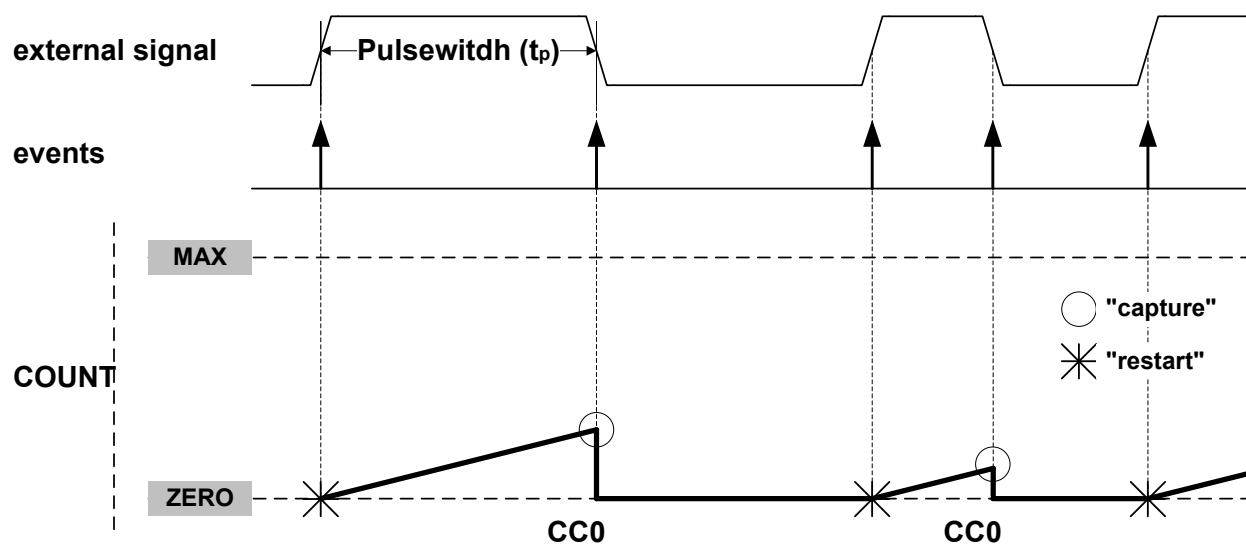 external signal
Pulsewitdh (tp)
events
MAX
"capture"
"restart"
COUNT
ZERO
CC0
CC0